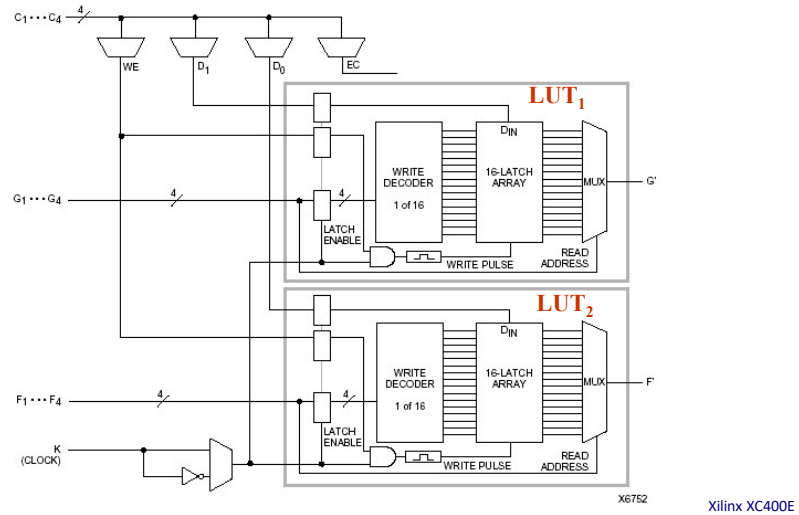 C1···C4 4
WE D1 D0 EC
LUT1
DIN
WRITE
DECODER
1 of 16
16-LATCH
ARRAY
MUX
G'
G1···G4 4 4
LATCH
ENABLE
WRITE PULSE
READ
ADDRESS
LUT2
DIN
WRITE
DECODER
1 of 16
16-LATCH
ARRAY
MUX
F'
F1···F4 4 4
LATCH
ENABLE
K
(CLOCK)
WRITE PULSE
READ
ADDRESS
X6752
Xilinx XC400E